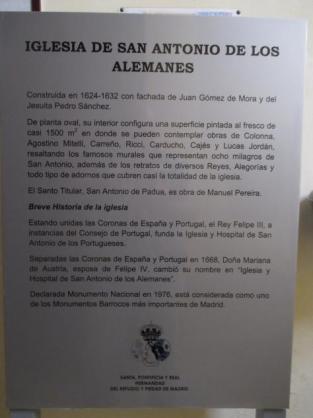 IGLESIA DE SAN ANTONIO DE LOS
ALEMANES
Construida en 1624-1632 con fachada de Juan Gómez de Mora y del
Jesuita Pedro Sánchez.
De planta oval, su interior configura una superficie pintada al fresco de
casi 1500 m² en donde se pueden contemplar obras de Colonna,
Agostino Mitelli, Carreño, Ricci, Carducho, Cajés y Lucas Jordán,
resaltando los famosos murales que representan ocho milagros de
San Antonio, además de los retratos de diversos Reyes, Alegorías y
todo tipo de adornos que cubren casi la totalidad de la iglesia.
El Santo Titular, San Antonio de Padua, es obra de Manuel Pereira.
Breve Historia de la iglesia
Estando unidas las Coronas de España y Portugal, el Rey Felipe III, a
instancias del Consejo de Portugal, funda la Iglesia y Hospital de San
Antonio de los Portugueses.
Separadas las Coronas de España y Portugal en 1668, Doña Mariana
de Austria, esposa de Felipe IV, cambió su nombre en "Iglesia y
Hospital de San Antonio de los Alemanes".
Declarada Monumento Nacional en 1976, está considerada como uno
de los Monumentos Barrocos más importantes de Madrid.
SANTA, PONTIFICIA Y REAL
HERMANDAD
DEL REFUGIO Y PIEDAD DE MADRID